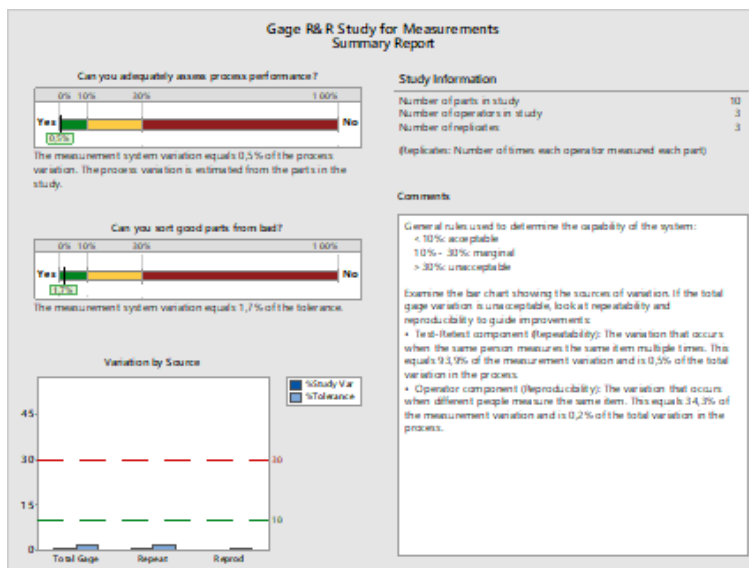 Gage R&R Study for Measurements
Summary Report
Can you adequately assess process performance?
0% 10% 30% 100%
Yes No
0,5%
The measurement system variation equals 0,5% of the process
variation. The process variation is estimated from the parts in the
study.
Can you sort good parts from bad?
0% 10% 30% 100%
Yes No
1,7%
The measurement system variation equals 1,7% of the tolerance.
Variation by Source
%Study Var
%Tolerance
45
30 30
15
10
0
Total Gage Repeat Reprod
Study Information
Number of parts in study 10
Number of operators in study 3
Number of replicates 3
(Replicates: Number of times each operator measured each part)
Comments
General rules used to determine the capability of the system:
<10%: acceptable
10% - 30%: marginal
>30%: unacceptable
Examine the bar chart showing the sources of variation. If the total
gage variation is unacceptable, look at repeatability and
reproducibility to guide improvements:
• Test-Retest component (Repeatability): The variation that occurs
when the same person measures the same item multiple times. This
equals 93,9% of the measurement variation and is 0,5% of the total
variation in the process.
• Operator component (Reproducibility): The variation that occurs
when different people measure the same item. This equals 34,3% of
the measurement variation and is 0,2% of the total variation in the
process.